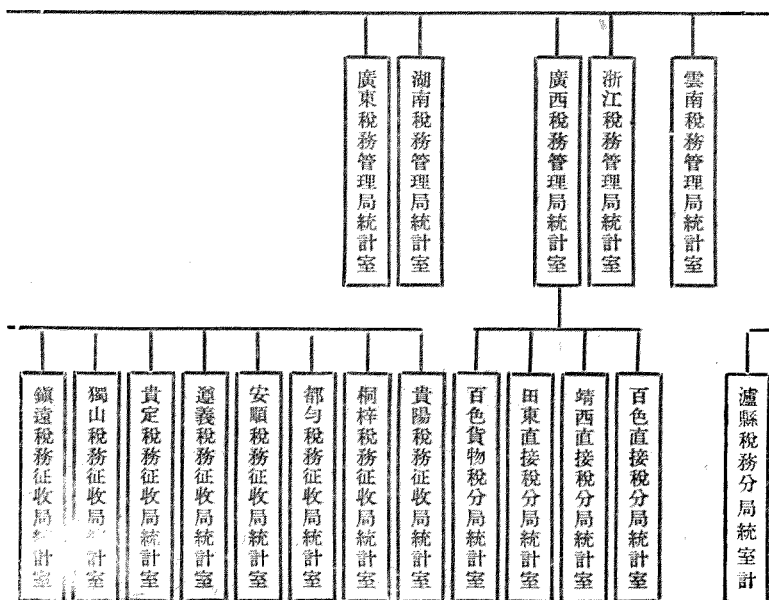 雲南稅務管理局統計室
浙江稅務管理局統計室
廣西稅務管理局統計室
湖南稅務管理局統計室
廣東稅務管理局統計室
瀘縣稅務分局統室計
百色直接稅分局統計室
靖西直接稅分局統計室
田東直接稅分局統計室
百色貨物稅分局統計室
貴陽稅務征收局統計室
桐梓稅務征收局統計室
都勻稅務征收局統計室
安順稅務征收局統計室
遵義稅務征收局統計室
貴定稅務征收局統計室
獨山稅務征收局統計室
鎭遠稅務征收局統計室